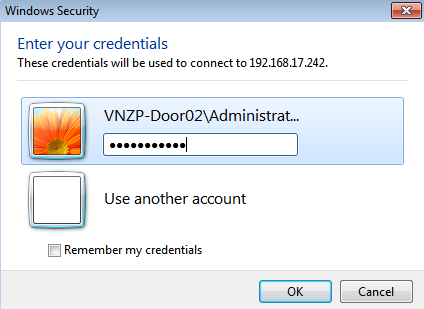 Windows Security
Enter your credentials
These credentials will be used to connect to 192.168.17.242.
VNZP-Door02\Administrat...
●●●●●●●●●●●
Use another account
Remember my credentials
OK
Cancel